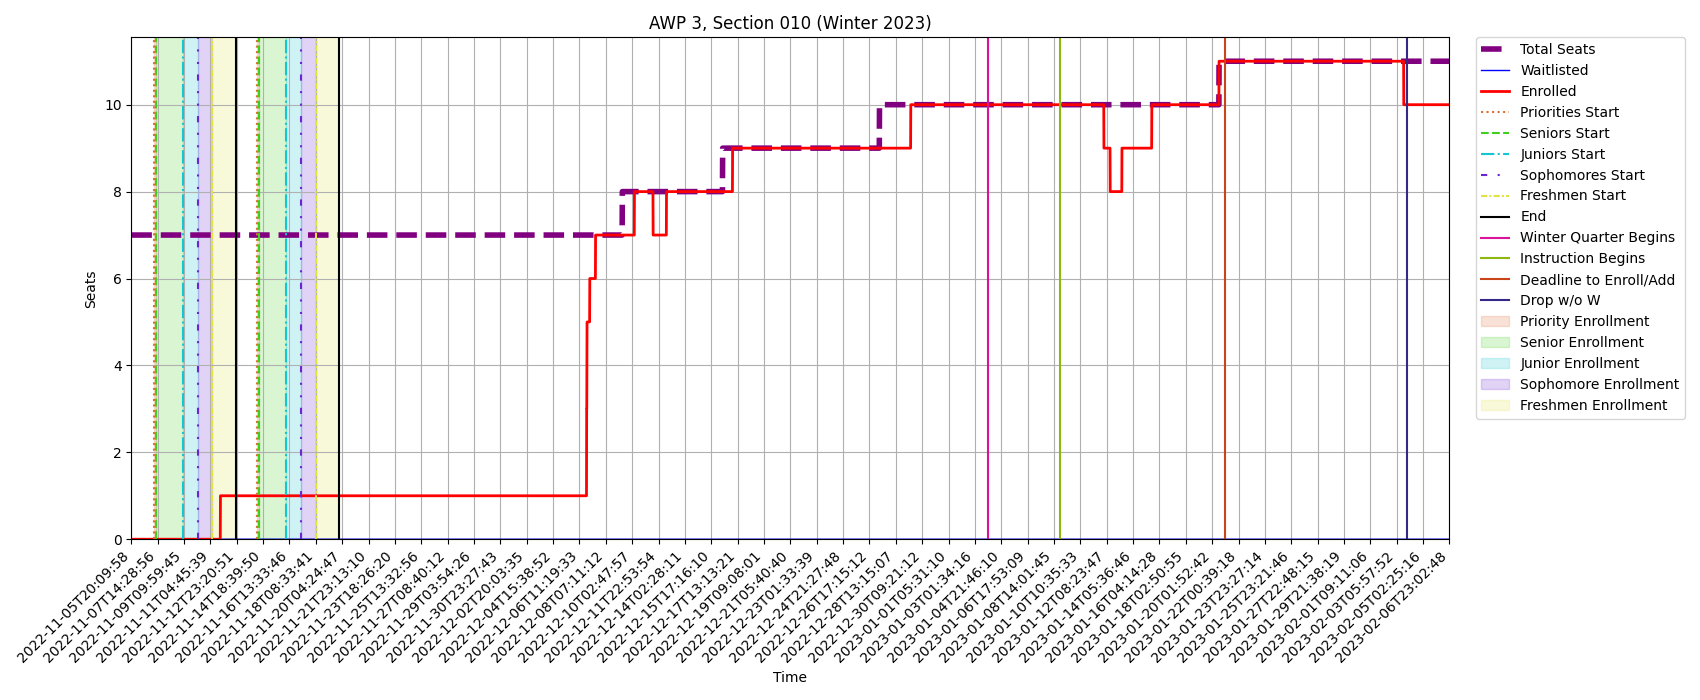 AWP 3, Section 010 (Winter 2023)
Seats
10
8
6
4
2
0
2022-11-05T20:09:58
2022-11-07T14:28:56
2022-11-09T09:59:45
2022-11-11T04:45:39
2022-11-12T23:20:51
2022-11-14T18:39:50
2022-11-16T13:33:46
2022-11-18T08:33:41
2022-11-20T04:24:47
2022-11-21T23:13:10
2022-11-23T18:26:20
2022-11-25T13:32:56
2022-11-27T08:40:12
2022-11-29T03:54:26
2022-11-30T23:27:43
2022-12-02T20:03:35
2022-12-04T15:38:52
2022-12-06T11:19:33
2022-12-08T07:11:12
2022-12-10T02:47:57
2022-12-11T22:53:54
2022-12-14T02:28:11
2022-12-15T17:16:10
2022-12-17T13:13:21
2022-12-19T09:08:01
2022-12-21T05:40:40
2022-12-23T01:33:39
2022-12-24T21:27:48
2022-12-26T17:15:12
2022-12-28T13:15:07
2022-12-30T09:21:12
2023-01-01T05:31:10
2023-01-03T01:34:16
2023-01-04T21:46:10
2023-01-06T17:53:09
2023-01-08T14:01:45
2023-01-10T10:35:33
2023-01-12T08:23:47
2023-01-14T05:36:46
2023-01-16T04:14:28
2023-01-18T02:50:55
2023-01-20T01:52:42
2023-01-22T00:39:18
2023-01-23T23:27:14
2023-01-25T23:21:46
2023-01-27T22:48:15
2023-01-29T21:38:19
2023-02-01T09:11:06
2023-02-03T05:57:52
2023-02-05T02:25:16
2023-02-06T23:02:48
Time
Total Seats
Waitlisted
Enrolled
Priorities Start
Seniors Start
Juniors Start
Sophomores Start
Freshmen Start
End
Winter Quarter Begins
Instruction Begins
Deadline to Enroll/Add
Drop w/o W
Priority Enrollment
Senior Enrollment
Junior Enrollment
Sophomore Enrollment
Freshmen Enrollment